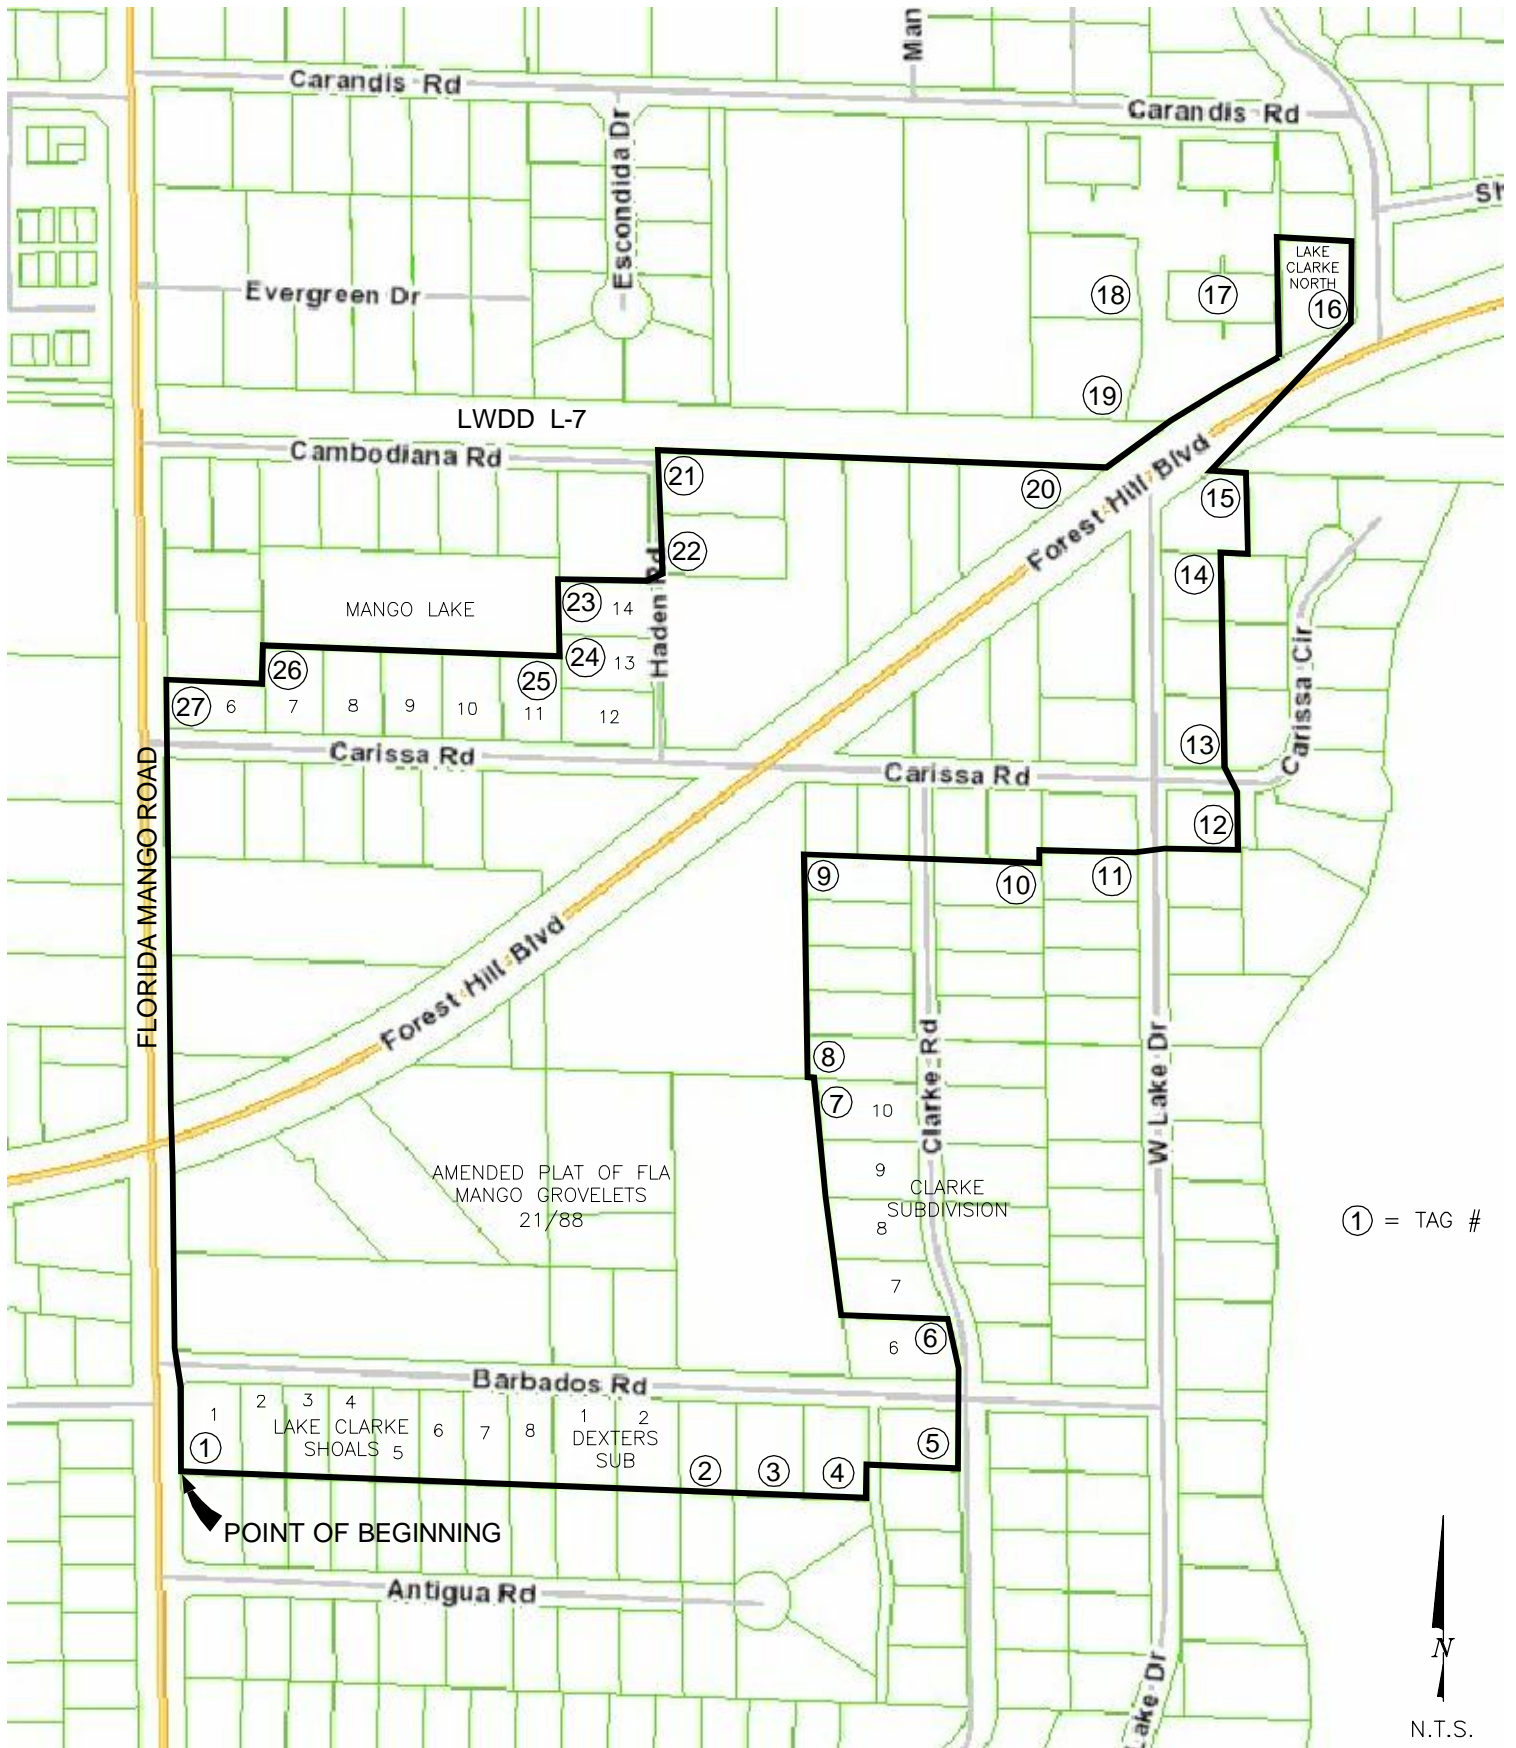 Man
Carandis Rd
Carandis Rd
Escondida Dr
Sh
LAKE
CLARKE
NORTH
Evergreen Dr
18
17
16
19
LWDD L-7
Cambodiana Rd
21
20
Forest Hill Blvd
15
22
14
MANGO LAKE
23
14
Haden Rd
24
13
Carissa Cir
26
25
27
6
7
8
9
10
11
12
13
Carissa Rd
Carissa Rd
FLORIDA MANGO ROAD
12
9
10
11
Forest Hill Blvd
8
Clarke Rd
W Lake Dr
7
10
AMENDED PLAT OF FLA
MANGO GROVELETS
21/88
9
CLARKE
SUBDIVISION
8
1 = TAG #
7
6
6
Barbados Rd
1
2
3
4
LAKE CLARKE
SHOALS 5
6
7
8
1
2
DEXTERS
SUB
1
2
3
4
5
POINT OF BEGINNING
Antigua Rd
Lake Dr
N
N.T.S.